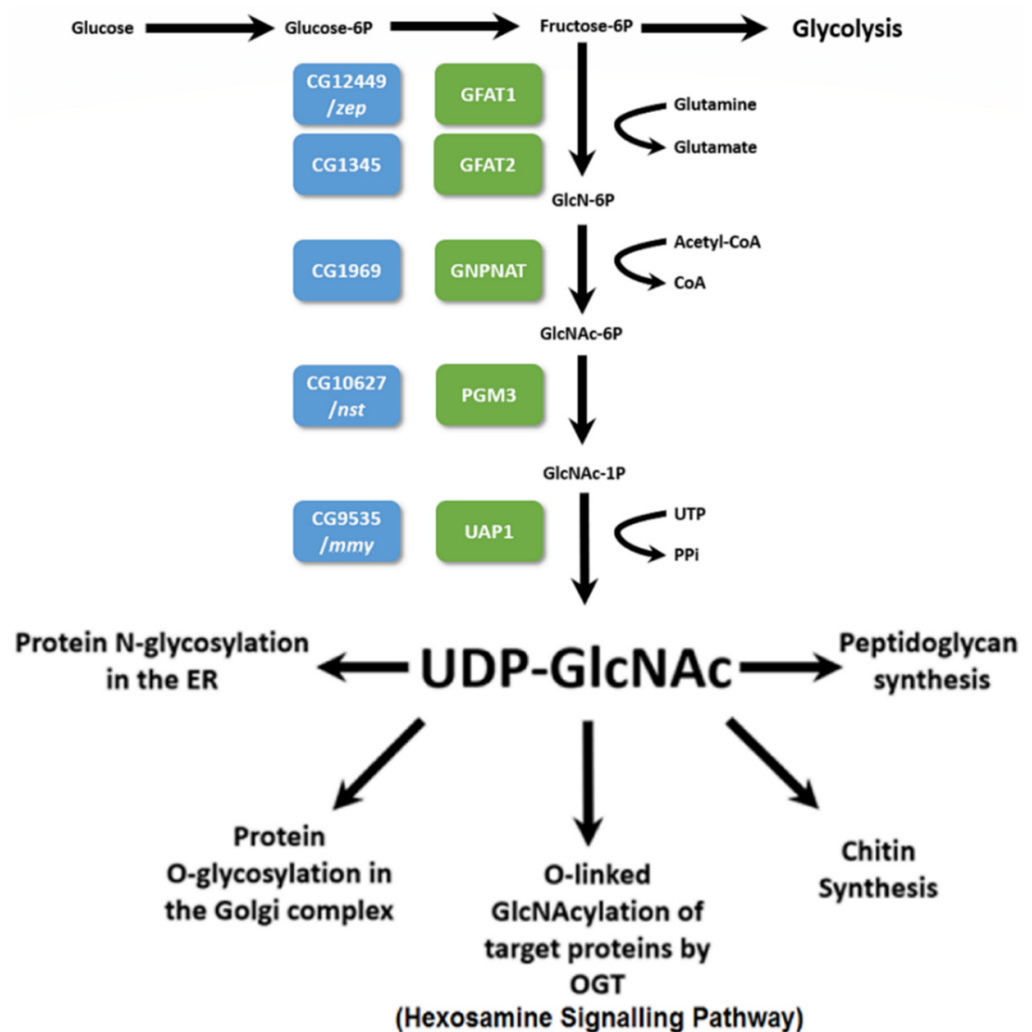 Glucose
Glucose-6P
Fructose-6P
Glycolysis
CG12449
/zep
GFAT1
Glutamine
Glutamate
CG1345
GFAT2
GlcN-6P
CG1969
GNPNAT
Acetyl-CoA
CoA
GlcNAc-6P
CG10627
/nst
PGM3
GlcNAc-1P
CG9535
/mmy
UAP1
UTP
PPi
Protein N-glycosylation
in the ER
UDP-GlcNAc
Peptidoglycan
synthesis
Protein
O-glycosylation in
the Golgi complex
O-linked
GlcNAcylation of
target proteins by
OGT
(Hexosamine Signalling Pathway)
Chitin
Synthesis